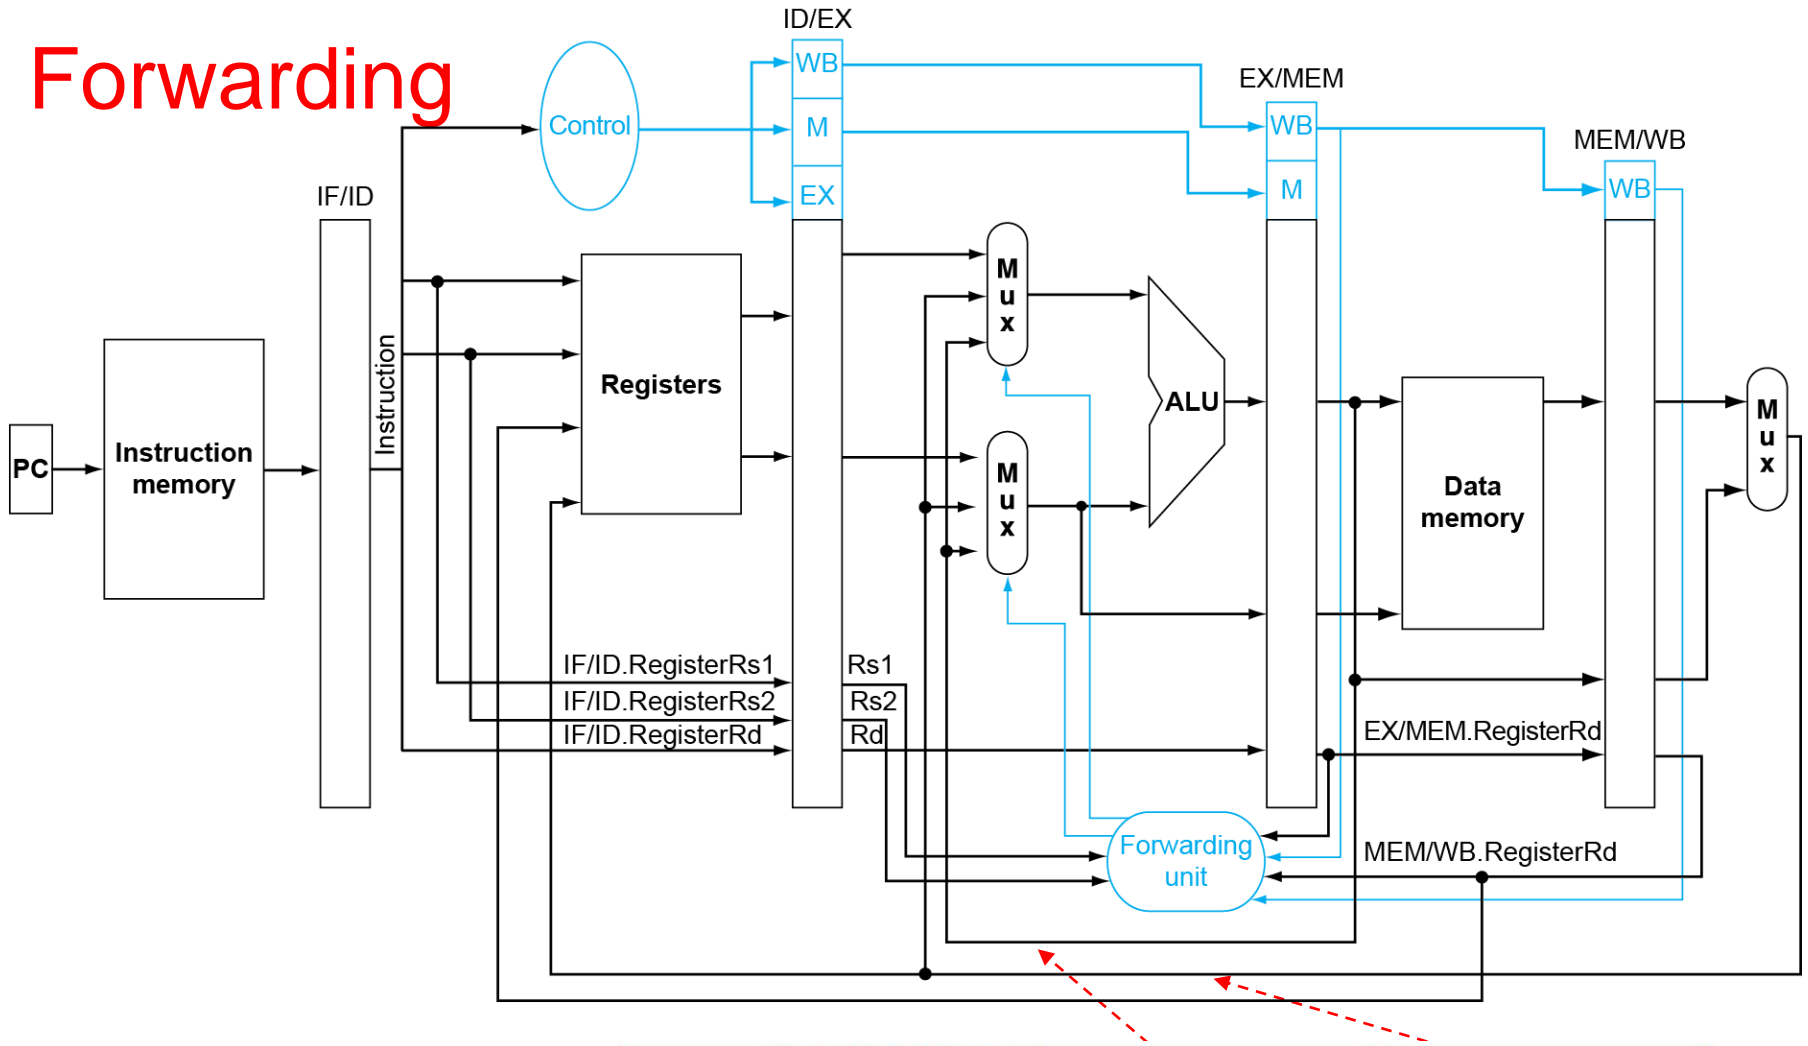 Forwarding
ID/EX
WB
M
EX
Control
EX/MEM
WB
M
MEM/WB
WB
IF/ID
Instruction
PC
Instruction
memory
Registers
M
u
x
M
u
x
ALU
Data
memory
M
u
x
IF/ID.RegisterRs1
IF/ID.RegisterRs2
IF/ID.RegisterRd
Rs1
Rs2
Rd
EX/MEM.RegisterRd
Forwarding
unit
MEM/WB.RegisterRd